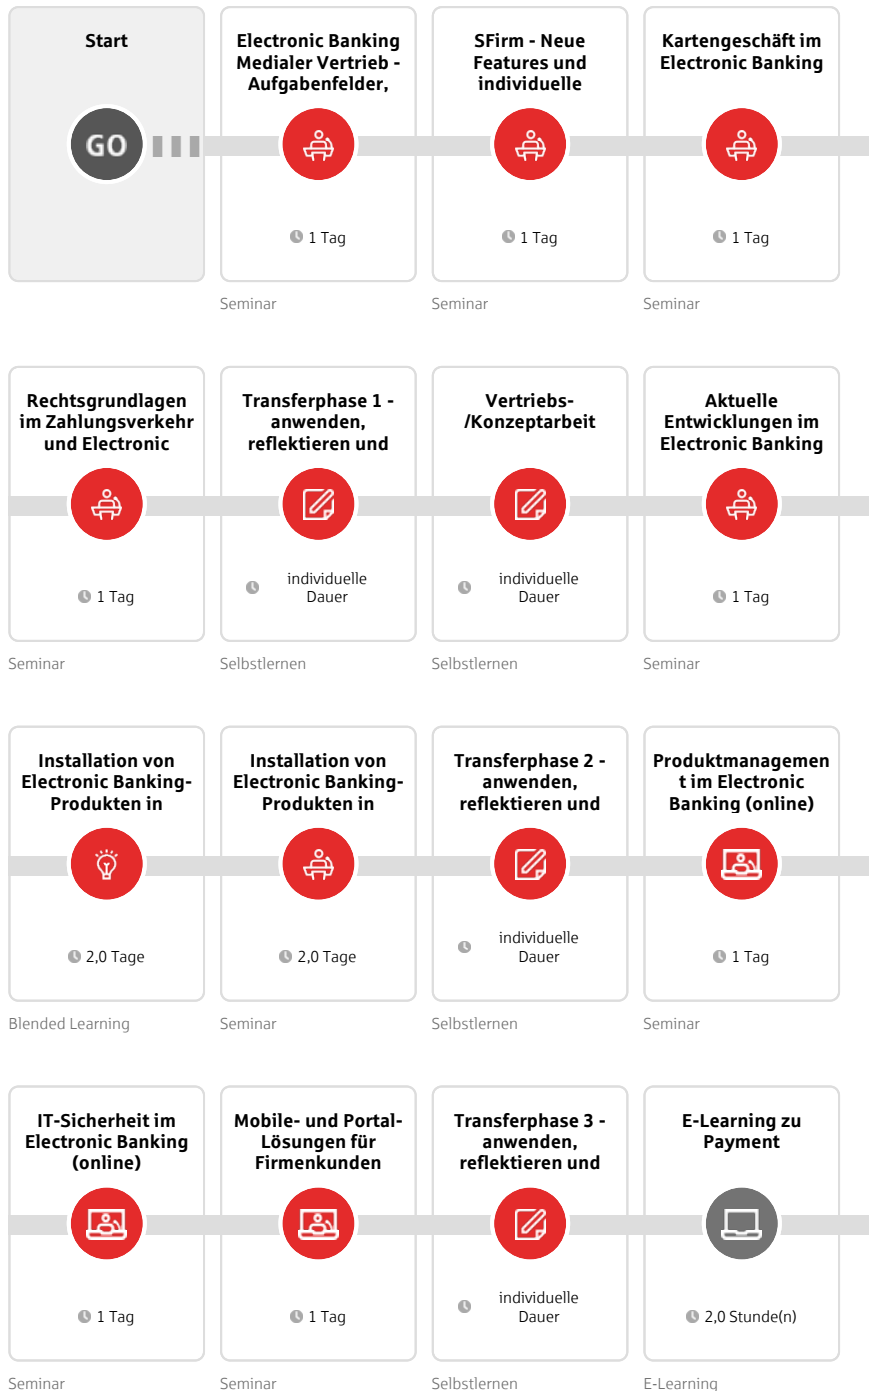 Start
GO
Electronic Banking
Medialer Vertrieb -
Aufgabenfelder,
1 Tag
Seminar
SFirm - Neue
Features und
individuelle
1 Tag
Seminar
Kartengeschäft im
Electronic Banking
1 Tag
Seminar
Rechtsgrundlagen
im Zahlungsverkehr
und Electronic
1 Tag
Seminar
Transferphase 1 -
anwenden,
reflektieren und
individuelle
Dauer
Selbstlernen
Vertriebs-
/Konzeptarbeit
individuelle
Dauer
Selbstlernen
Aktuelle
Entwicklungen im
Electronic Banking
1 Tag
Seminar
Installation von
Electronic Banking-
Produkten in
2,0 Tage
Blended Learning
Installation von
Electronic Banking-
Produkten in
2,0 Tage
Seminar
Transferphase 2 -
anwenden,
reflektieren und
individuelle
Dauer
Selbstlernen
Produktmanagemen
t im Electronic
Banking (online)
1 Tag
Seminar
IT-Sicherheit im
Electronic Banking
(online)
1 Tag
Seminar
Mobile- und Portal-
Lösungen für
Firmenkunden
1 Tag
Seminar
Transferphase 3 -
anwenden,
reflektieren und
individuelle
Dauer
Selbstlernen
E-Learning zu
Payment
2,0 Stunde(n)
E-Learning